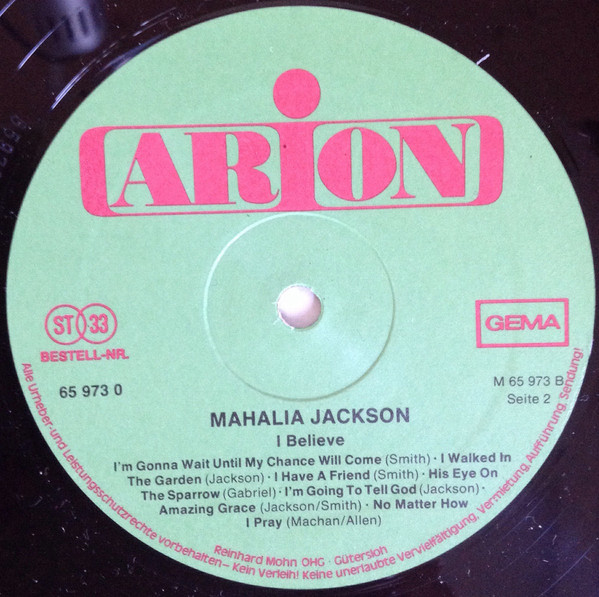 ARION
ST 33
BESTELL-NR.
65 973 0
GEMA
M 65 973 B
Seite 2
MAHALIA JACKSON
I Believe
I'm Gonna Wait Until My Chance Will Come (Smith) · I Walked In
The Garden (Jackson) · I Have A Friend (Smith) · His Eye On
The Sparrow (Gabriel) · I'm Going To Tell God (Jackson) ·
Amazing Grace (Jackson/Smith) · No Matter How
I Pray (Machan/Allen)
Reinhard Mohn OHG · Gütersloh
Alle Urheber- und Leistungsschutzrechte vorbehalten – Kein Verleih! Keine unerlaubte Vervielfältigung, Vermietung, Aufführung, Sendung!